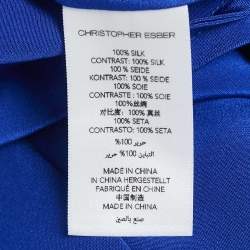 CHRISTOPHER ESBER
100% SILK
CONTRAST: 100% SILK
100% SEIDE
KONTRAST: 100% SEIDE
100% SOIE
CONTRASTE: 100% SOIE
100%丝绸
对比度: 100% 真丝
100% SETA
CONTRASTO: 100% SETA
حرير 100%
التباين 100% حرير
MADE IN CHINA
IN CHINA HERGESTELLT
FABRIQUÉ EN CHINE
中国制造
MADE IN CHINA
صنع بالصين